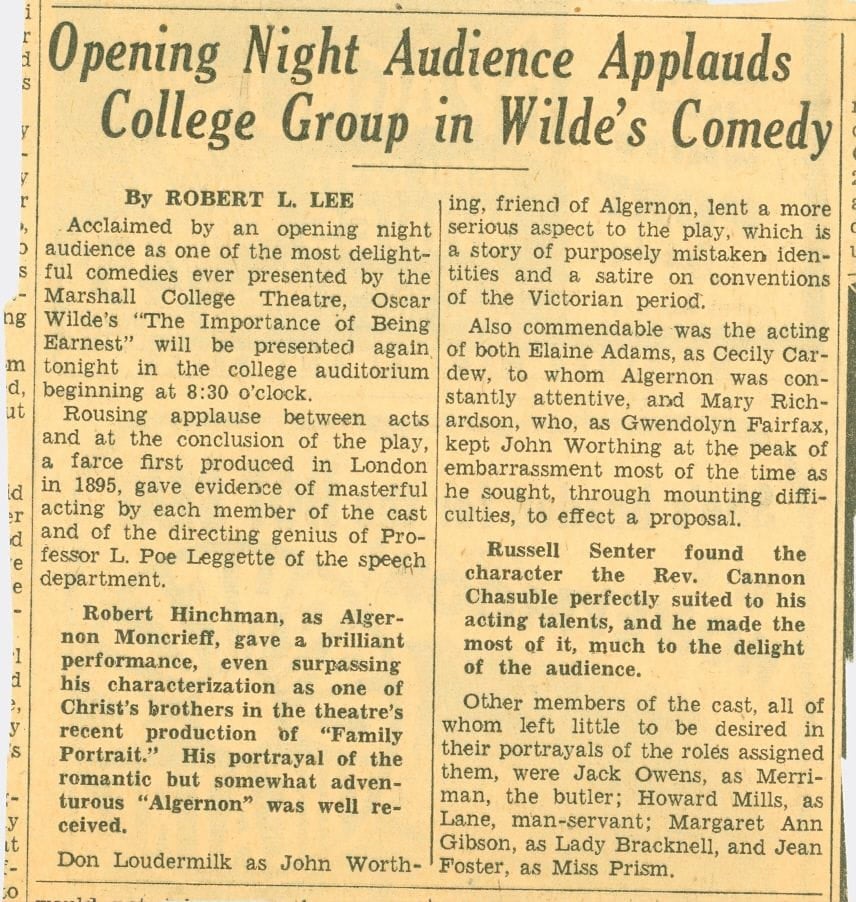 Opening Night Audience Applauds
College Group in Wilde's Comedy
By ROBERT L. LEE
Acclaimed by an opening night
audience as one of the most delight-
ful comedies ever presented by the
Marshall College Theatre, Oscar
Wilde's "The Importance of Being
Earnest" will be presented again
tonight in the college auditorium
beginning at 8:30 o'clock.
Rousing applause between acts
and at the conclusion of the play,
a farce first produced in London
in 1895, gave evidence of masterful
acting by each member of the cast
and of the directing genius of Pro-
fessor L. Poe Leggette of the speech
department.
Robert Hinchman, as Alger-
non Moncrieff, gave a brilliant
performance, even surpassing
his characterization as one of
Christ's brothers in the theatre's
recent production of "Family
Portrait." His portrayal of the
romantic but somewhat adven-
turous "Algernon" was well re-
ceived.
Don Loudermilk as John Worth-
ing, friend of Algernon, lent a more
serious aspect to the play, which is
a story of purposely mistaken iden-
tities and a satire on conventions
of the Victorian period.
Also commendable was the acting
of both Elaine Adams, as Cecily Car-
dew, to whom Algernon was con-
stantly attentive, and Mary Rich-
ardson, who, as Gwendolyn Fairfax,
kept John Worthing at the peak of
embarrassment most of the time as
he sought, through mounting diffi-
culties, to effect a proposal.
Russell Senter found the
character the Rev. Cannon
Chasuble perfectly suited to his
acting talents, and he made the
most of it, much to the delight
of the audience.
Other members of the cast, all of
whom left little to be desired in
their portrayals of the roles assigned
them, were Jack Owens, as Merri-
man, the butler; Howard Mills, as
Lane, man-servant; Margaret Ann
Gibson, as Lady Bracknell, and Jean
Foster, as Miss Prism.